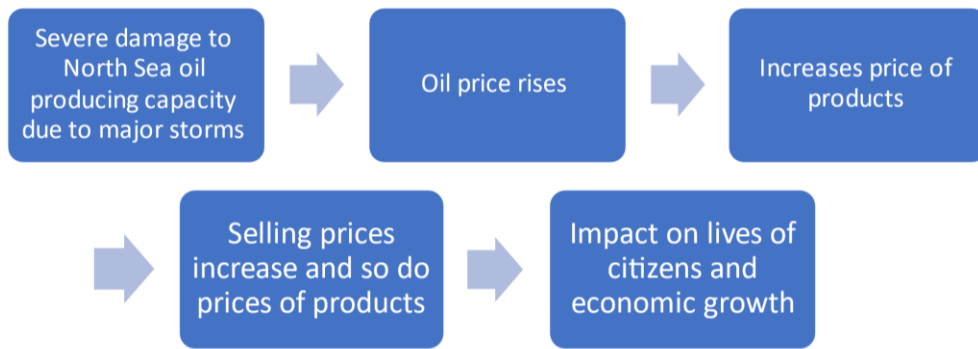 Severe damage to
North Sea oil
producing capacity
due to major storms
Oil price rises
Increases price of
products
Selling prices
increase and so do
prices of products
Impact on lives of
citizens and
economic growth